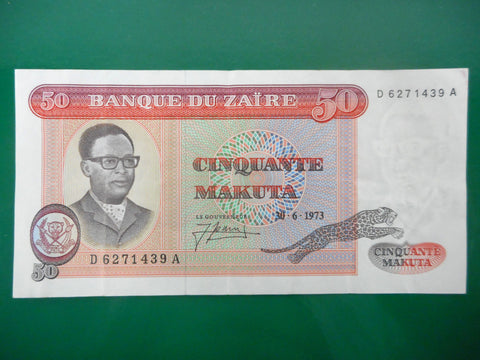 50 BANQUE DU ZAÏRE 50
D 6271439 A
CINQUANTE
MAKUTA
LE GOUVERNEUR 30-6-1973
D 6271439 A
50
CINQUANTE
MAKUTA